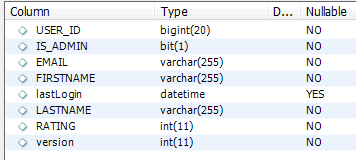 Column Type D... Nullable
USER_ID bigint(20) NO
IS_ADMIN bit(1) NO
EMAIL varchar(255) NO
FIRSTNAME varchar(255) NO
lastLogin datetime YES
LASTNAME varchar(255) NO
RATING int(11) NO
version int(11) NO